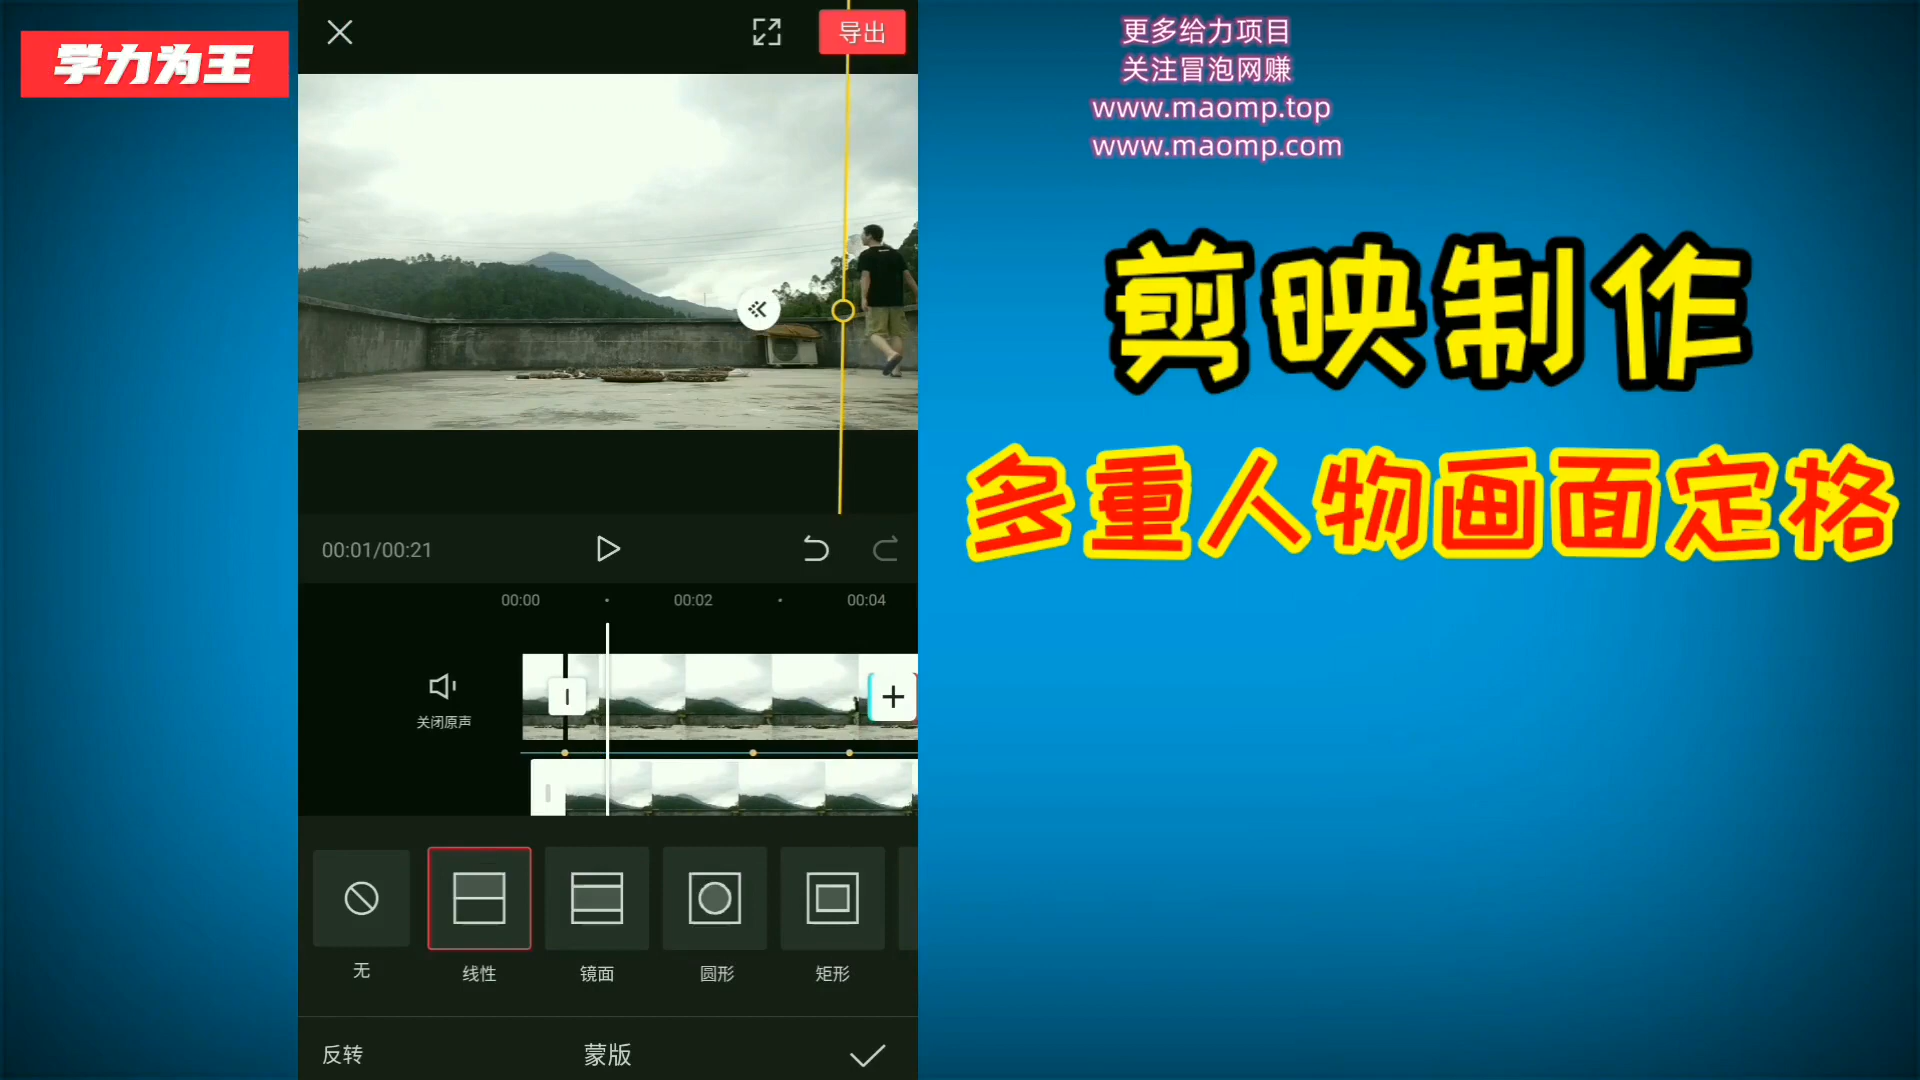 学力为王
导出
更多给力项目
关注冒泡网赚
www.maomp.top
www.maomp.com
剪映制作
多重人物画面定格
00:01/00:21
00:00
00:02
00:04
关闭原声
无
线性
镜面
圆形
矩形
反转
蒙版